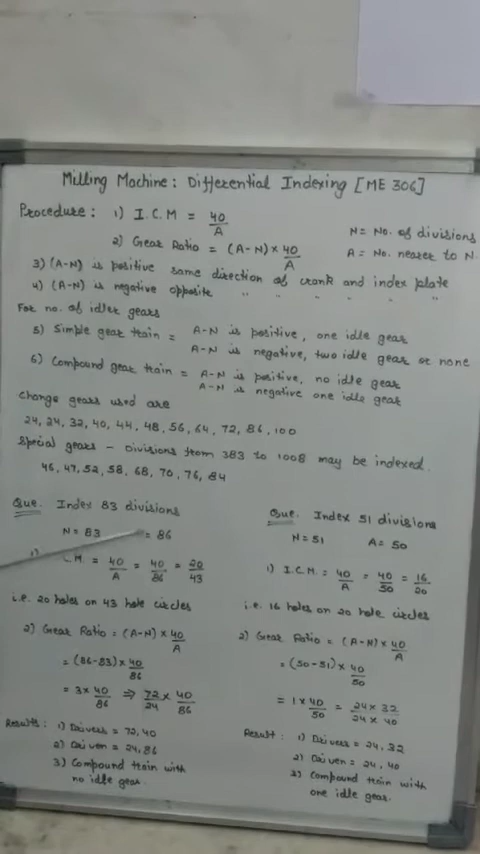 Milling Machine: Differential Indexing [ME 306]
Procedure: 1) I.C.M = 40/A
N = No. of divisions
2) Gear Ratio = (A-N) × 40/A
A = No. nearer to N.
3) (A-N) is positive same direction of crank and index plate
4) (A-N) is negative opposite " " " " "
For no. of idler gears
5) Simple gear train = A-N is positive, one idle gear
A-N is negative, two idle gear or none
6) Compound gear train = A-N is positive, no idle gear
A-N is negative one idle gear
Change gears used are
24, 24, 32, 40, 44, 48, 56, 64, 72, 86, 100
Special gears - Divisions from 383 to 1008 may be indexed.
46, 47, 52, 58, 68, 70, 76, 84
Que. Index 83 divisions
N = 83 = 86
C.M. = 40/A = 40/86 = 20/43
i.e. 20 holes on 43 hole circles
2) Gear Ratio = (A-N) × 40/A
= (86-83) × 40/86
= 3 × 40/86 ⇒ 72/24 × 40/86
Results: 1) Drivers = 72, 40
2) Driven = 24, 86
3) Compound train with
no idle gear.
Que. Index 51 divisions
N = 51 A = 50
1) I.C.M. = 40/A = 40/50 = 16/20
i.e. 16 holes on 20 hole circles
2) Gear Ratio = (A-N) × 40/A
= (50-51) × 40/50
= 1 × 40/50 = 24 × 32/24 × 40
Result: 1) Drivers = 24, 32
2) Driven = 24, 40
3) Compound train with
one idle gear.